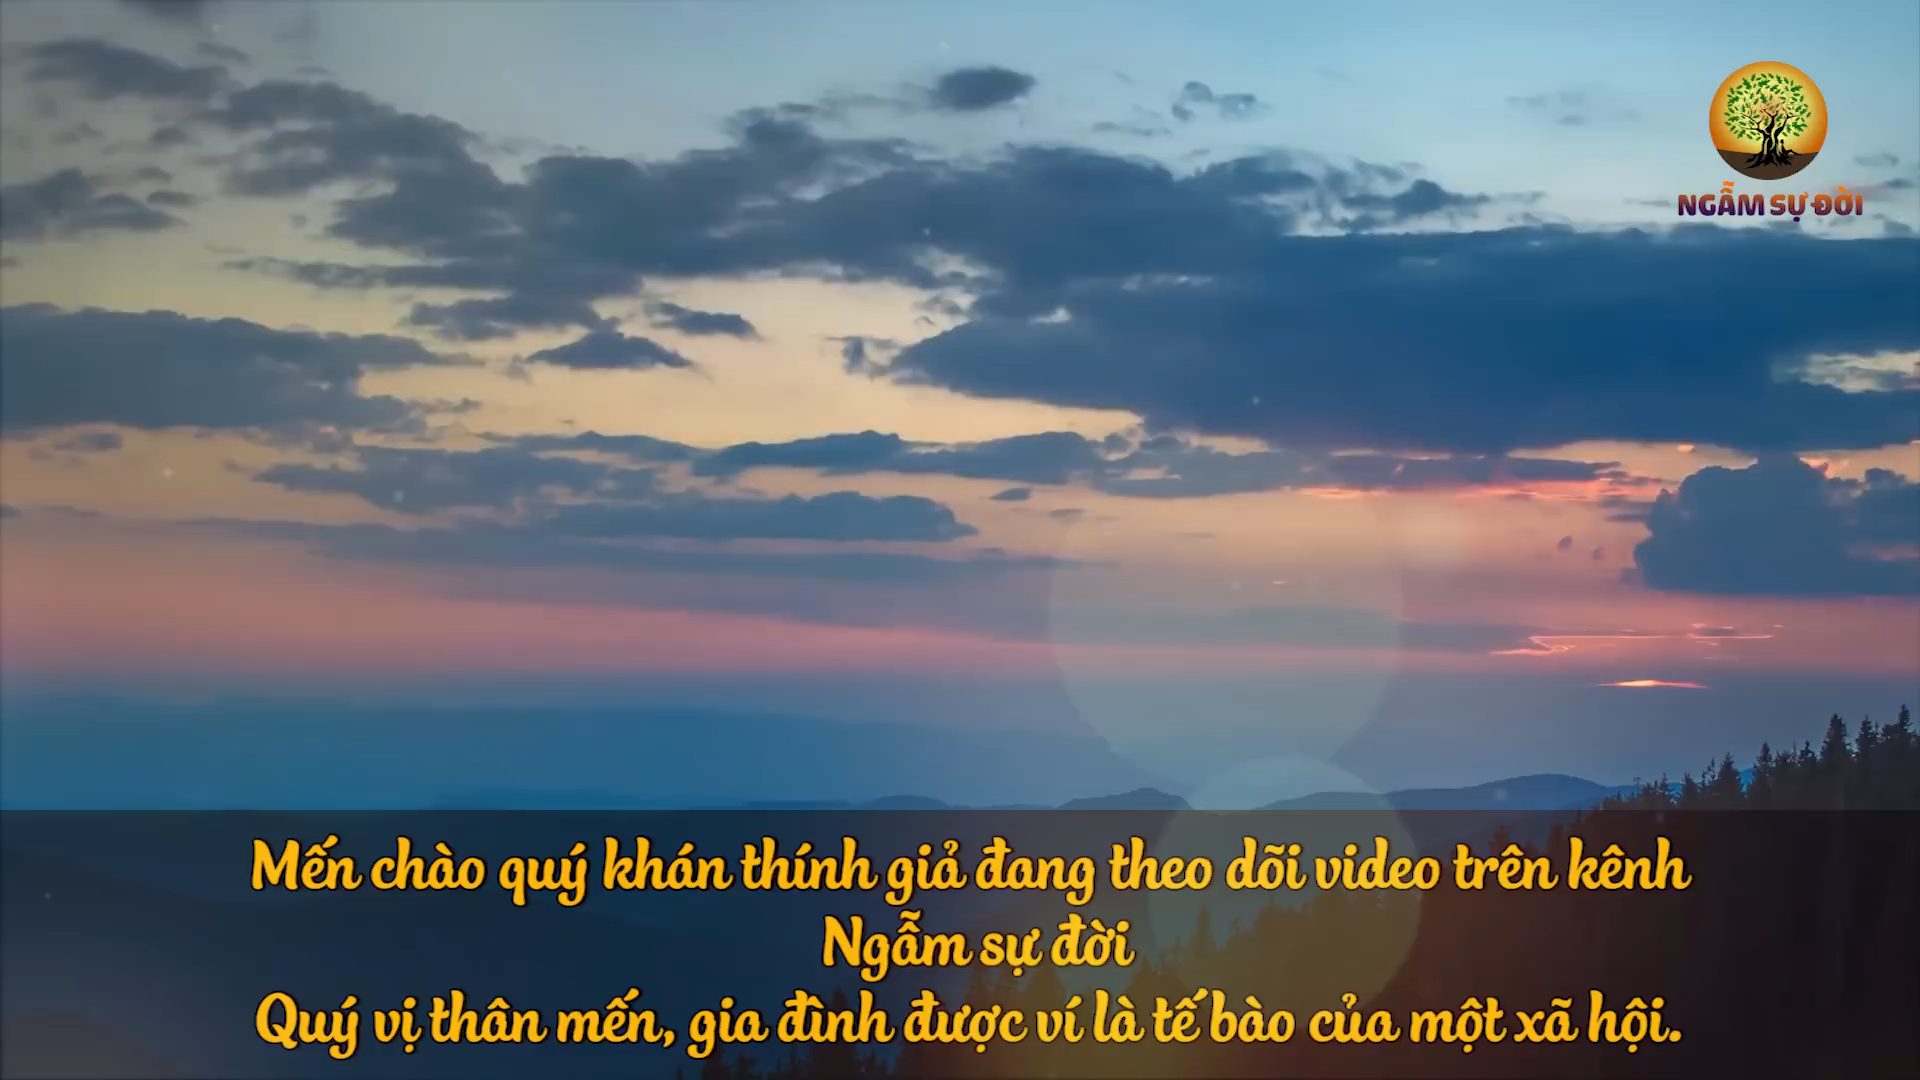 NGẪM SỰ ĐỜI
Mến chào quý khán thính giả đang theo dõi video trên kênh
Ngẫm sự đời
Quý vị thân mến, gia đình được ví là tế bào của một xã hội.